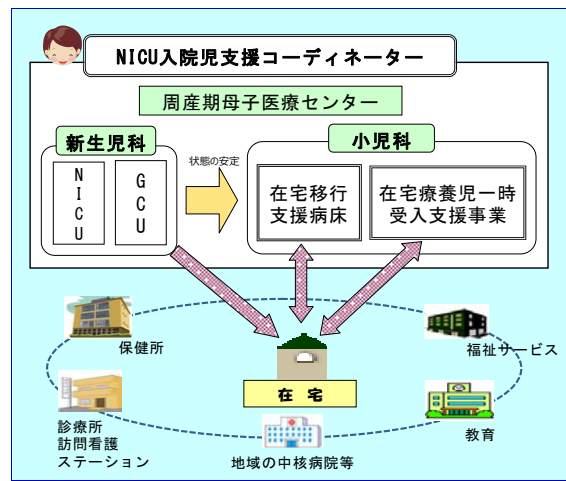 NICU入院児支援コーディネーター
周産期母子医療センター
新生児科
小児科
状態の安定
NICU
GCU
在宅移行
支援病床
在宅療養児一時
受入支援事業
保健所
福祉サービス
在 宅
診療所
訪問看護
ステーション
地域の中核病院等
教育